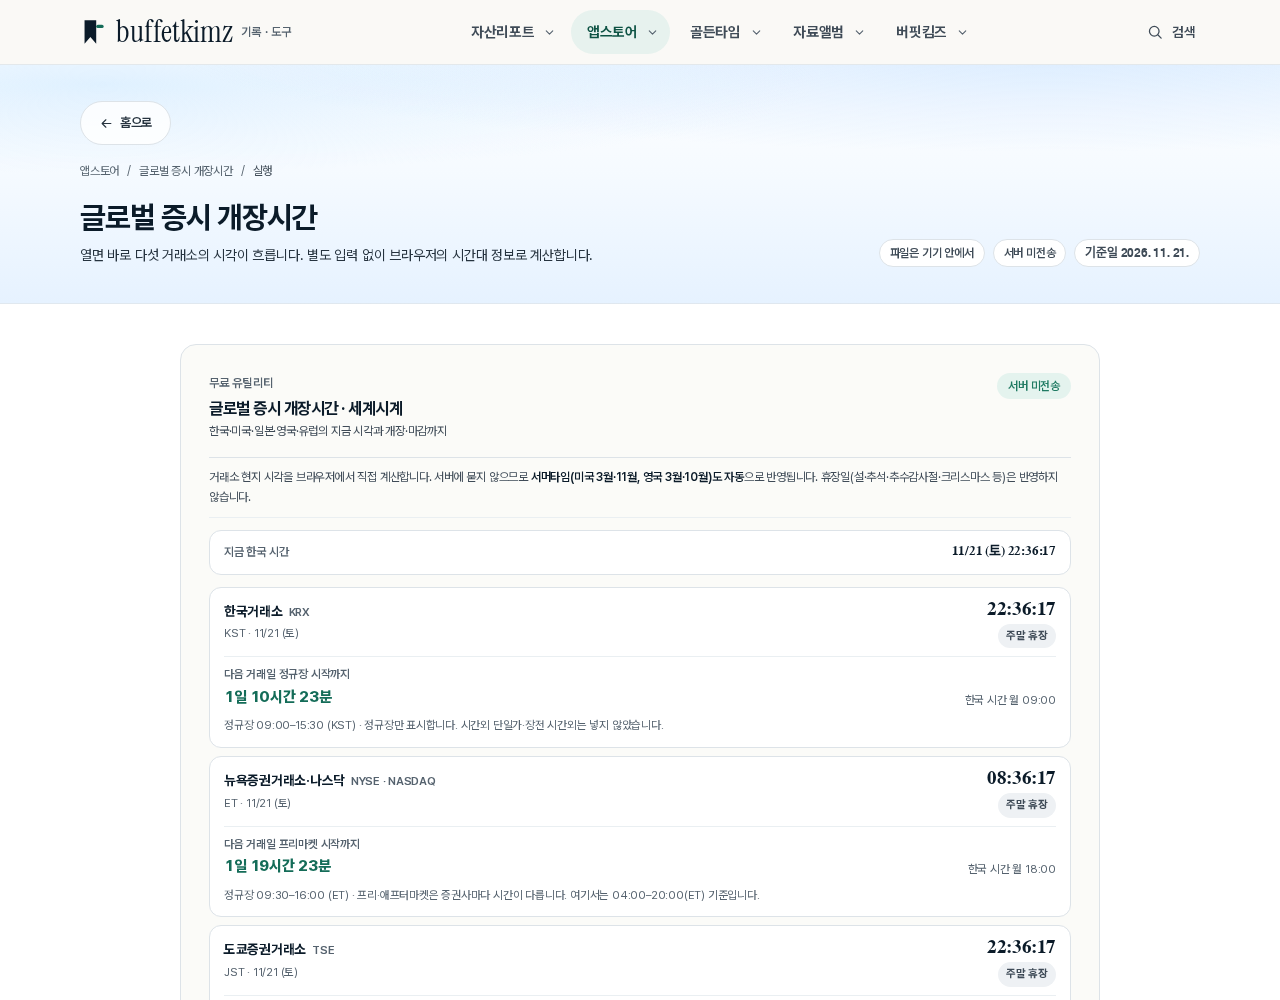 buffetkimz 기록 · 도구 자산리포트 앱스토어 골든타임 자료앨범 버핏킴즈 검색
← 홈으로
앱스토어 / 글로벌 증시 개장시간 / 실행
글로벌 증시 개장시간
열면 바로 다섯 거래소의 시각이 흐릅니다. 별도 입력 없이 브라우저의 시간대 정보로 계산합니다.
파일은 기기 안에서 서버 미전송 기준일 2026. 11. 21.
무료 유틸리티
서버 미전송
글로벌 증시 개장시간 · 세계시계
한국·미국·일본·영국·유럽의 지금 시각과 개장·마감까지
거래소 현지 시각을 브라우저에서 직접 계산합니다. 서버에 묻지 않으므로 서머타임(미국 3월·11월, 영국 3월·10월)도 자동으로 반영됩니다. 휴장일(설·추석·추수감사절·크리스마스 등)은 반영하지
않습니다.
지금 한국 시간 11/21 (토) 22:36:17
한국거래소 KRX 22:36:17
KST · 11/21 (토) 주말 휴장
다음 거래일 정규장 시작까지
1일 10시간 23분 한국 시간 월 09:00
정규장 09:00–15:30 (KST) · 정규장만 표시합니다. 시간외 단일가·장전 시간외는 넣지 않았습니다.
뉴욕증권거래소·나스닥 NYSE · NASDAQ 08:36:17
ET · 11/21 (토) 주말 휴장
다음 거래일 프리마켓 시작까지
1일 19시간 23분 한국 시간 월 18:00
정규장 09:30–16:00 (ET) · 프리·애프터마켓은 증권사마다 시간이 다릅니다. 여기서는 04:00–20:00(ET) 기준입니다.
도쿄증권거래소 TSE 22:36:17
JST · 11/21 (토) 주말 휴장